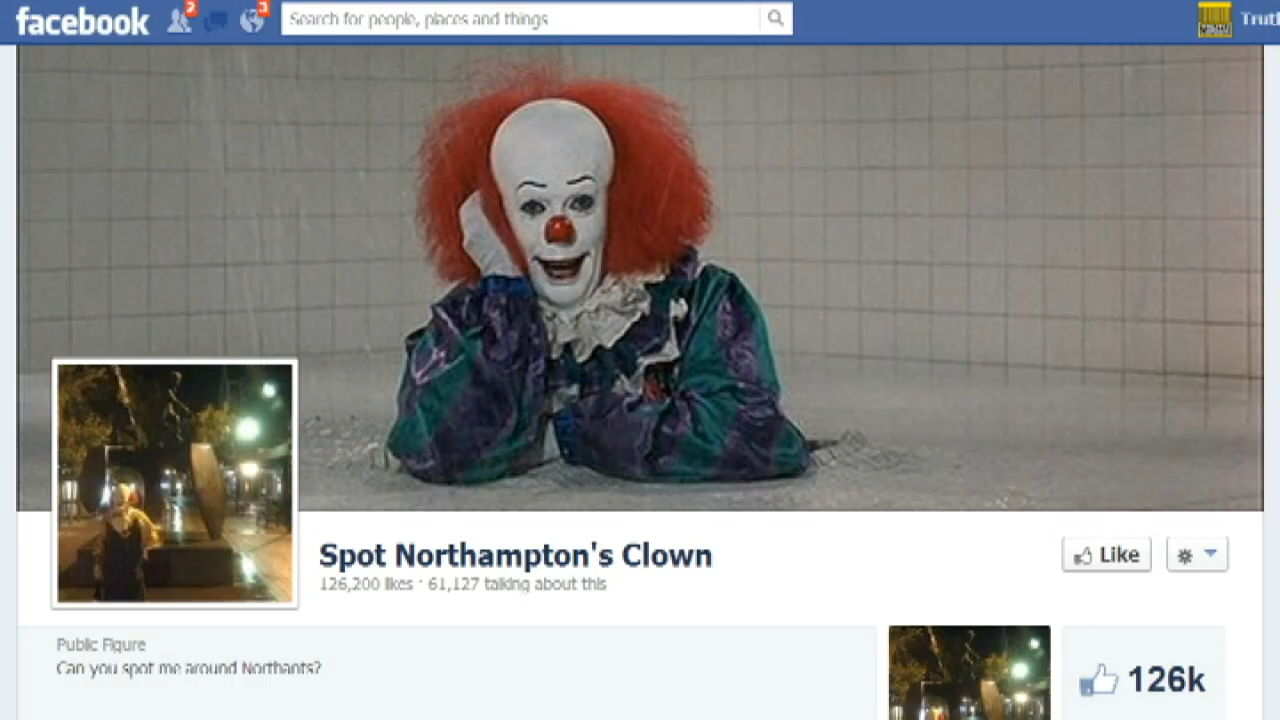 facebook
2
3
Search for people, places and things
Spot Northampton's Clown
126,200 likes · 61,127 talking about this
Like
Public Figure
Can you spot me around Northants?
126k